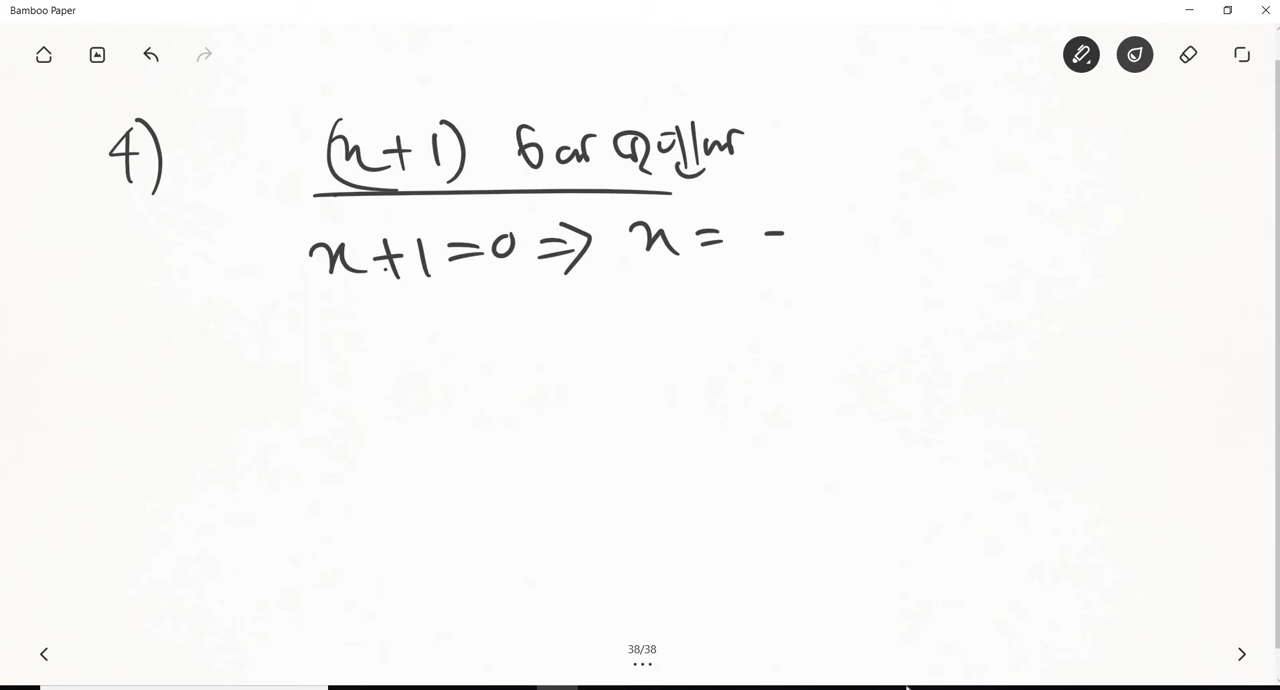 Bamboo Paper
4) (x+1)
x+1=0 ⇒ x = -
38/38